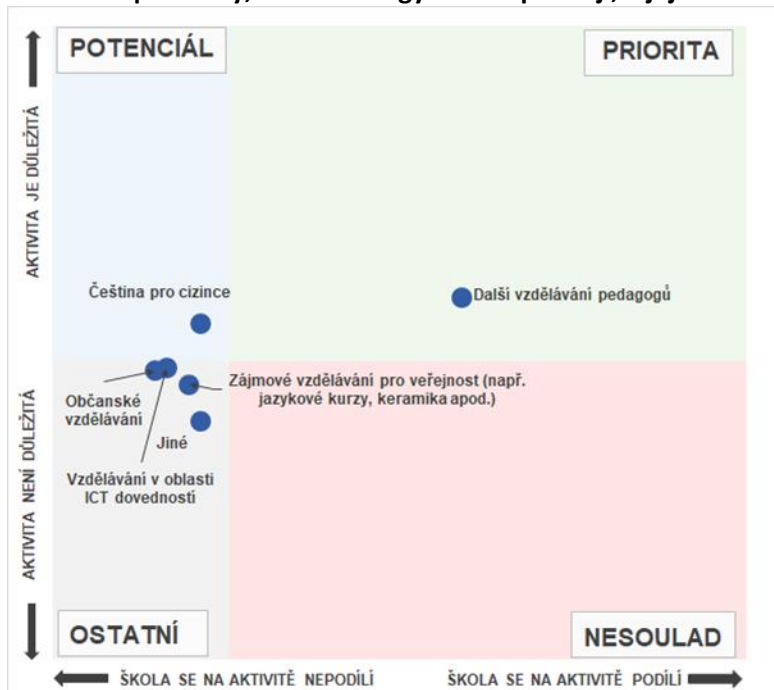 POTENCIÁL
PRIORITA
AKTIVITA JE DŮLEŽITÁ
Čeština pro cizince
Další vzdělávání pedagogů
Zájmové vzdělávání pro veřejnost (např.
jazykové kurzy, keramika apod.)
Občanské
vzdělávání
Jiné
Vzdělávání v oblasti
ICT dovedností
AKTIVITA NENÍ DŮLEŽITÁ
OSTATNÍ
NESOULAD
ŠKOLA SE NA AKTIVITĚ NEPODÍLÍ
ŠKOLA SE NA AKTIVITĚ PODÍLÍ